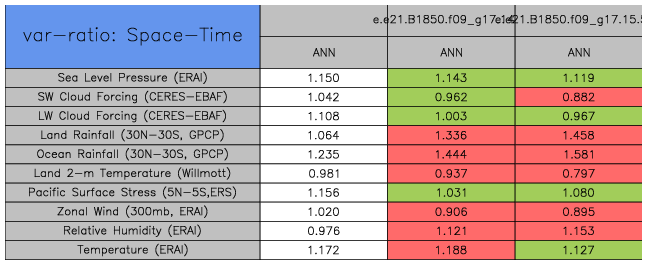 var-ratio: Space-Time
e.e21.B1850.f09_g17. .e21.B1850.f09_g17.15.
ANN ANN ANN
Sea Level Pressure (ERAI) 1.150 1.143 1.119
SW Cloud Forcing (CERES-EBAF) 1.042 0.962 0.882
LW Cloud Forcing (CERES-EBAF) 1.108 1.003 0.967
Land Rainfall (30N-30S, GPCP) 1.064 1.336 1.458
Ocean Rainfall (30N-30S, GPCP) 1.235 1.444 1.581
Land 2-m Temperature (Willmott) 0.981 0.937 0.797
Pacific Surface Stress (5N-5S,ERS) 1.156 1.031 1.080
Zonal Wind (300mb, ERAI) 1.020 0.906 0.895
Relative Humidity (ERAI) 0.976 1.121 1.153
Temperature (ERAI) 1.172 1.188 1.127